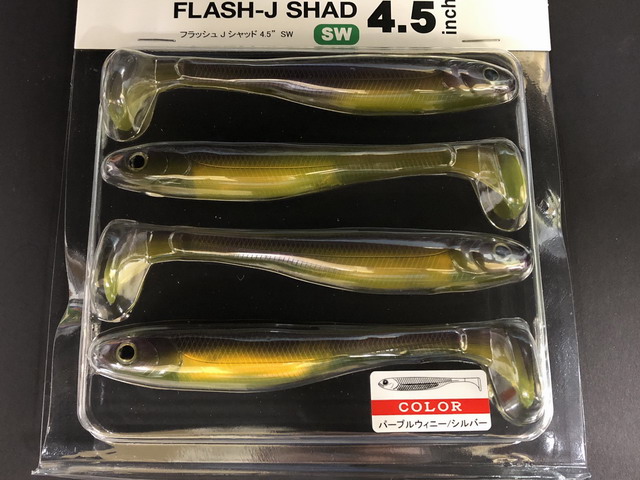 FLASH-J SHAD 4.5 inch
フラッシュ J シャッド 4.5" SW SW
COLOR
パープルウィニー/シルバー